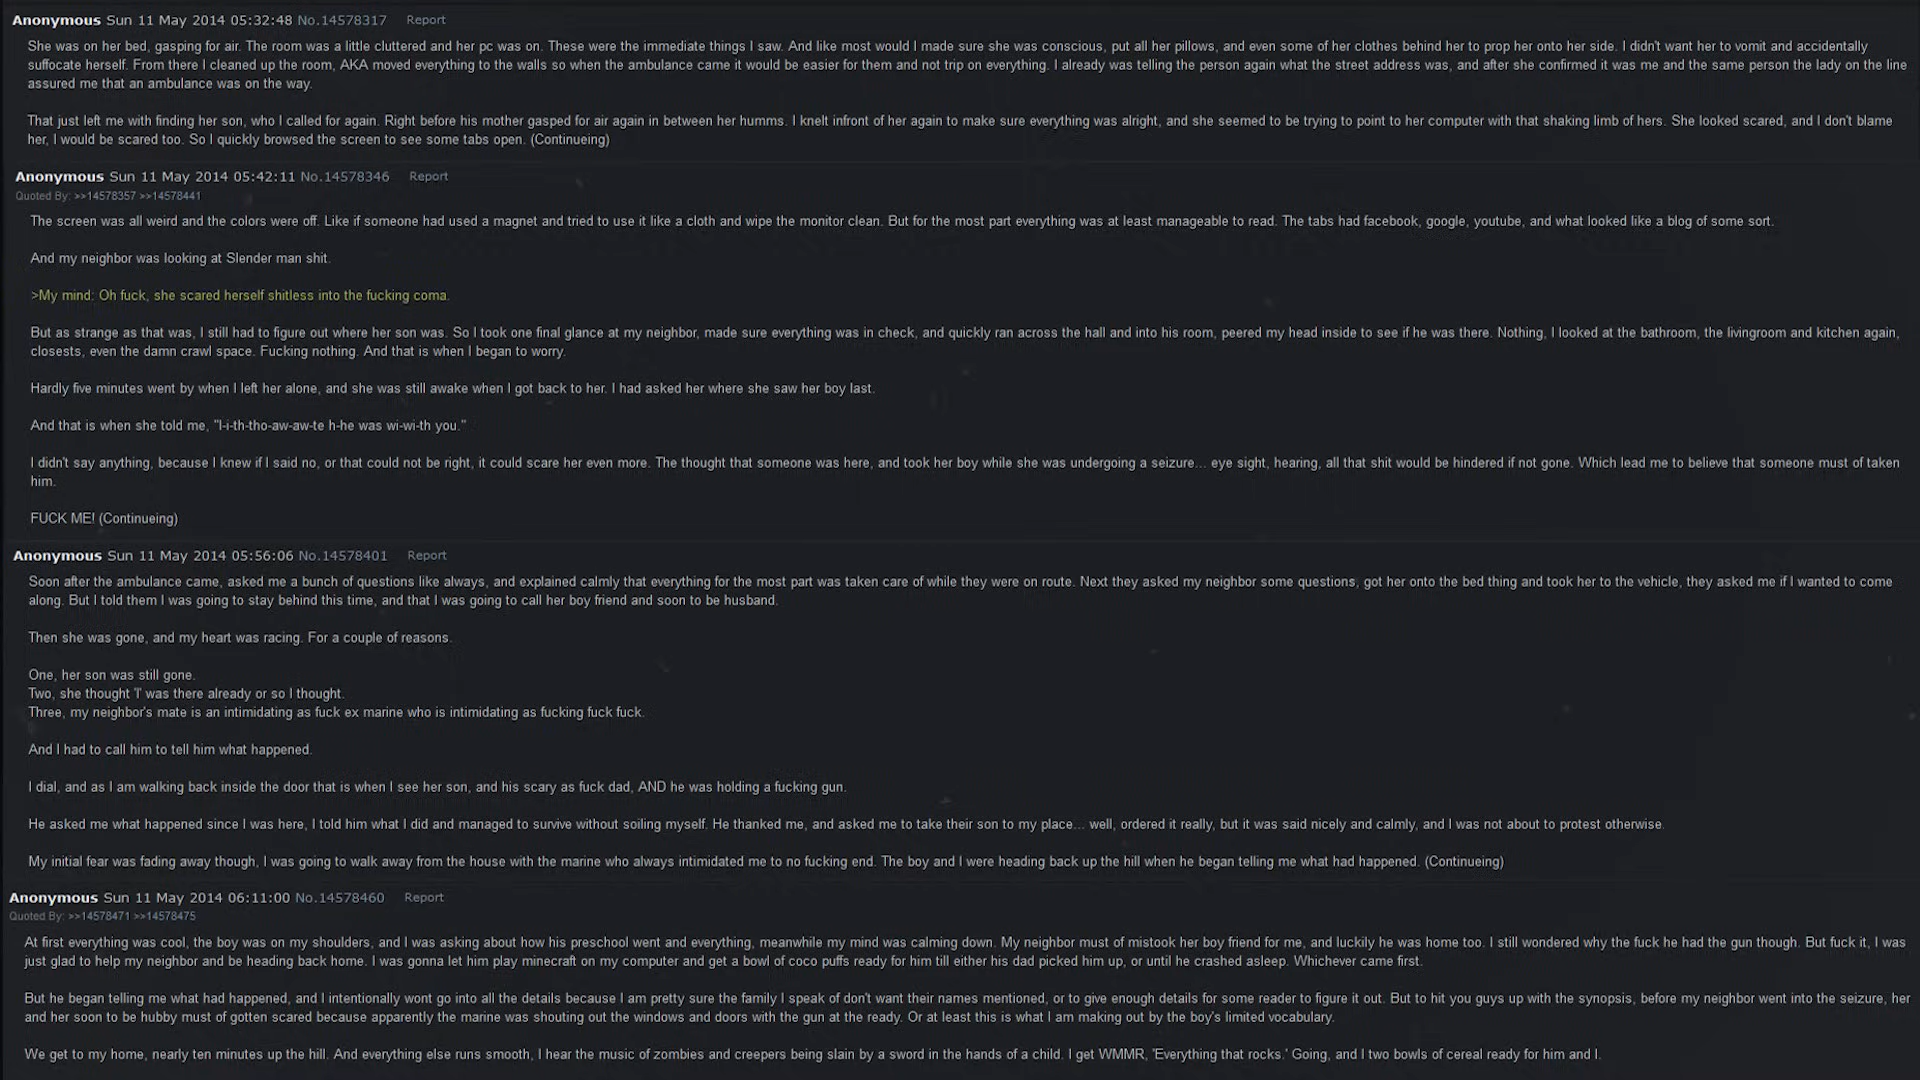 Anonymous Sun 11 May 2014 05:32:48 No.14578317 Report
She was on her bed, gasping for air. The room was a little cluttered and her pc was on. These were the immediate things I saw. And like most would I made sure she was conscious, put all her pillows, and even some of her clothes behind her to prop her onto her side. I didn't want her to vomit and accidentally
suffocate herself. From there I cleaned up the room, AKA moved everything to the walls so when the ambulance came it would be easier for them and not trip on everything. I already was telling the person again what the street address was, and after she confirmed it was me and the same person the lady on the line
assured me that an ambulance was on the way.
That just left me with finding her son, who I called for again. Right before his mother gasped for air again in between her humms. I knelt infront of her again to make sure everything was alright, and she seemed to be trying to point to her computer with that shaking limb of hers. She looked scared, and I don't blame
her, I would be scared too. So I quickly browsed the screen to see some tabs open. (Continueing)
Anonymous Sun 11 May 2014 05:42:11 No.14578346 Report
Quoted By: >>14578357 >>14578441
The screen was all weird and the colors were off. Like if someone had used a magnet and tried to use it like a cloth and wipe the monitor clean. But for the most part everything was at least manageable to read. The tabs had facebook, google, youtube, and what looked like a blog of some sort.
And my neighbor was looking at Slender man shit.
>My mind: Oh fuck, she scared herself shitless into the fucking coma.
But as strange as that was, I still had to figure out where her son was. So I took one final glance at my neighbor, made sure everything was in check, and quickly ran across the hall and into his room, peered my head inside to see if he was there. Nothing, I looked at the bathroom, the livingroom and kitchen again,
closests, even the damn crawl space. Fucking nothing. And that is when I began to worry.
Hardly five minutes went by when I left her alone, and she was still awake when I got back to her. I had asked her where she saw her boy last.
And that is when she told me, "I-i-th-tho-aw-aw-te h-he was wi-wi-th you."
I didn't say anything, because I knew if I said no, or that could not be right, it could scare her even more. The thought that someone was here, and took her boy while she was undergoing a seizure... eye sight, hearing, all that shit would be hindered if not gone. Which lead me to believe that someone must of taken
him.
FUCK ME! (Continueing)
Anonymous Sun 11 May 2014 05:56:06 No.14578401 Report
Soon after the ambulance came, asked me a bunch of questions like always, and explained calmly that everything for the most part was taken care of while they were on route. Next they asked my neighbor some questions, got her onto the bed thing and took her to the vehicle, they asked me if I wanted to come
along. But I told them I was going to stay behind this time, and that I was going to call her boy friend and soon to be husband.
Then she was gone, and my heart was racing. For a couple of reasons.
One, her son was still gone.
Two, she thought 'I' was there already or so I thought.
Three, my neighbor's mate is an intimidating as fuck ex marine who is intimidating as fucking fuck fuck.
And I had to call him to tell him what happened.
I dial, and as I am walking back inside the door that is when I see her son, and his scary as fuck dad, AND he was holding a fucking gun.
He asked me what happened since I was here, I told him what I did and managed to survive without soiling myself. He thanked me, and asked me to take their son to my place... well, ordered it really, but it was said nicely and calmly, and I was not about to protest otherwise.
My initial fear was fading away though, I was going to walk away from the house with the marine who always intimidated me to no fucking end. The boy and I were heading back up the hill when he began telling me what had happened. (Continueing)
Anonymous Sun 11 May 2014 06:11:00 No.14578460 Report
Quoted By: >>14578471 >>14578475
At first everything was cool, the boy was on my shoulders, and I was asking about how his preschool went and everything, meanwhile my mind was calming down. My neighbor must of mistook her boy friend for me, and luckily he was home too. I still wondered why the fuck he had the gun though. But fuck it, I was
just glad to help my neighbor and be heading back home. I was gonna let him play minecraft on my computer and get a bowl of coco puffs ready for him till either his dad picked him up, or until he crashed asleep. Whichever came first.
But he began telling me what had happened, and I intentionally wont go into all the details because I am pretty sure the family I speak of don't want their names mentioned, or to give enough details for some reader to figure it out. But to hit you guys up with the synopsis, before my neighbor went into the seizure, her
and her soon to be hubby must of gotten scared because apparently the marine was shouting out the windows and doors with the gun at the ready. Or at least this is what I am making out by the boy's limited vocabulary.
We get to my home, nearly ten minutes up the hill. And everything else runs smooth, I hear the music of zombies and creepers being slain by a sword in the hands of a child. I get WMMR, 'Everything that rocks.' Going, and I two bowls of cereal ready for him and I.